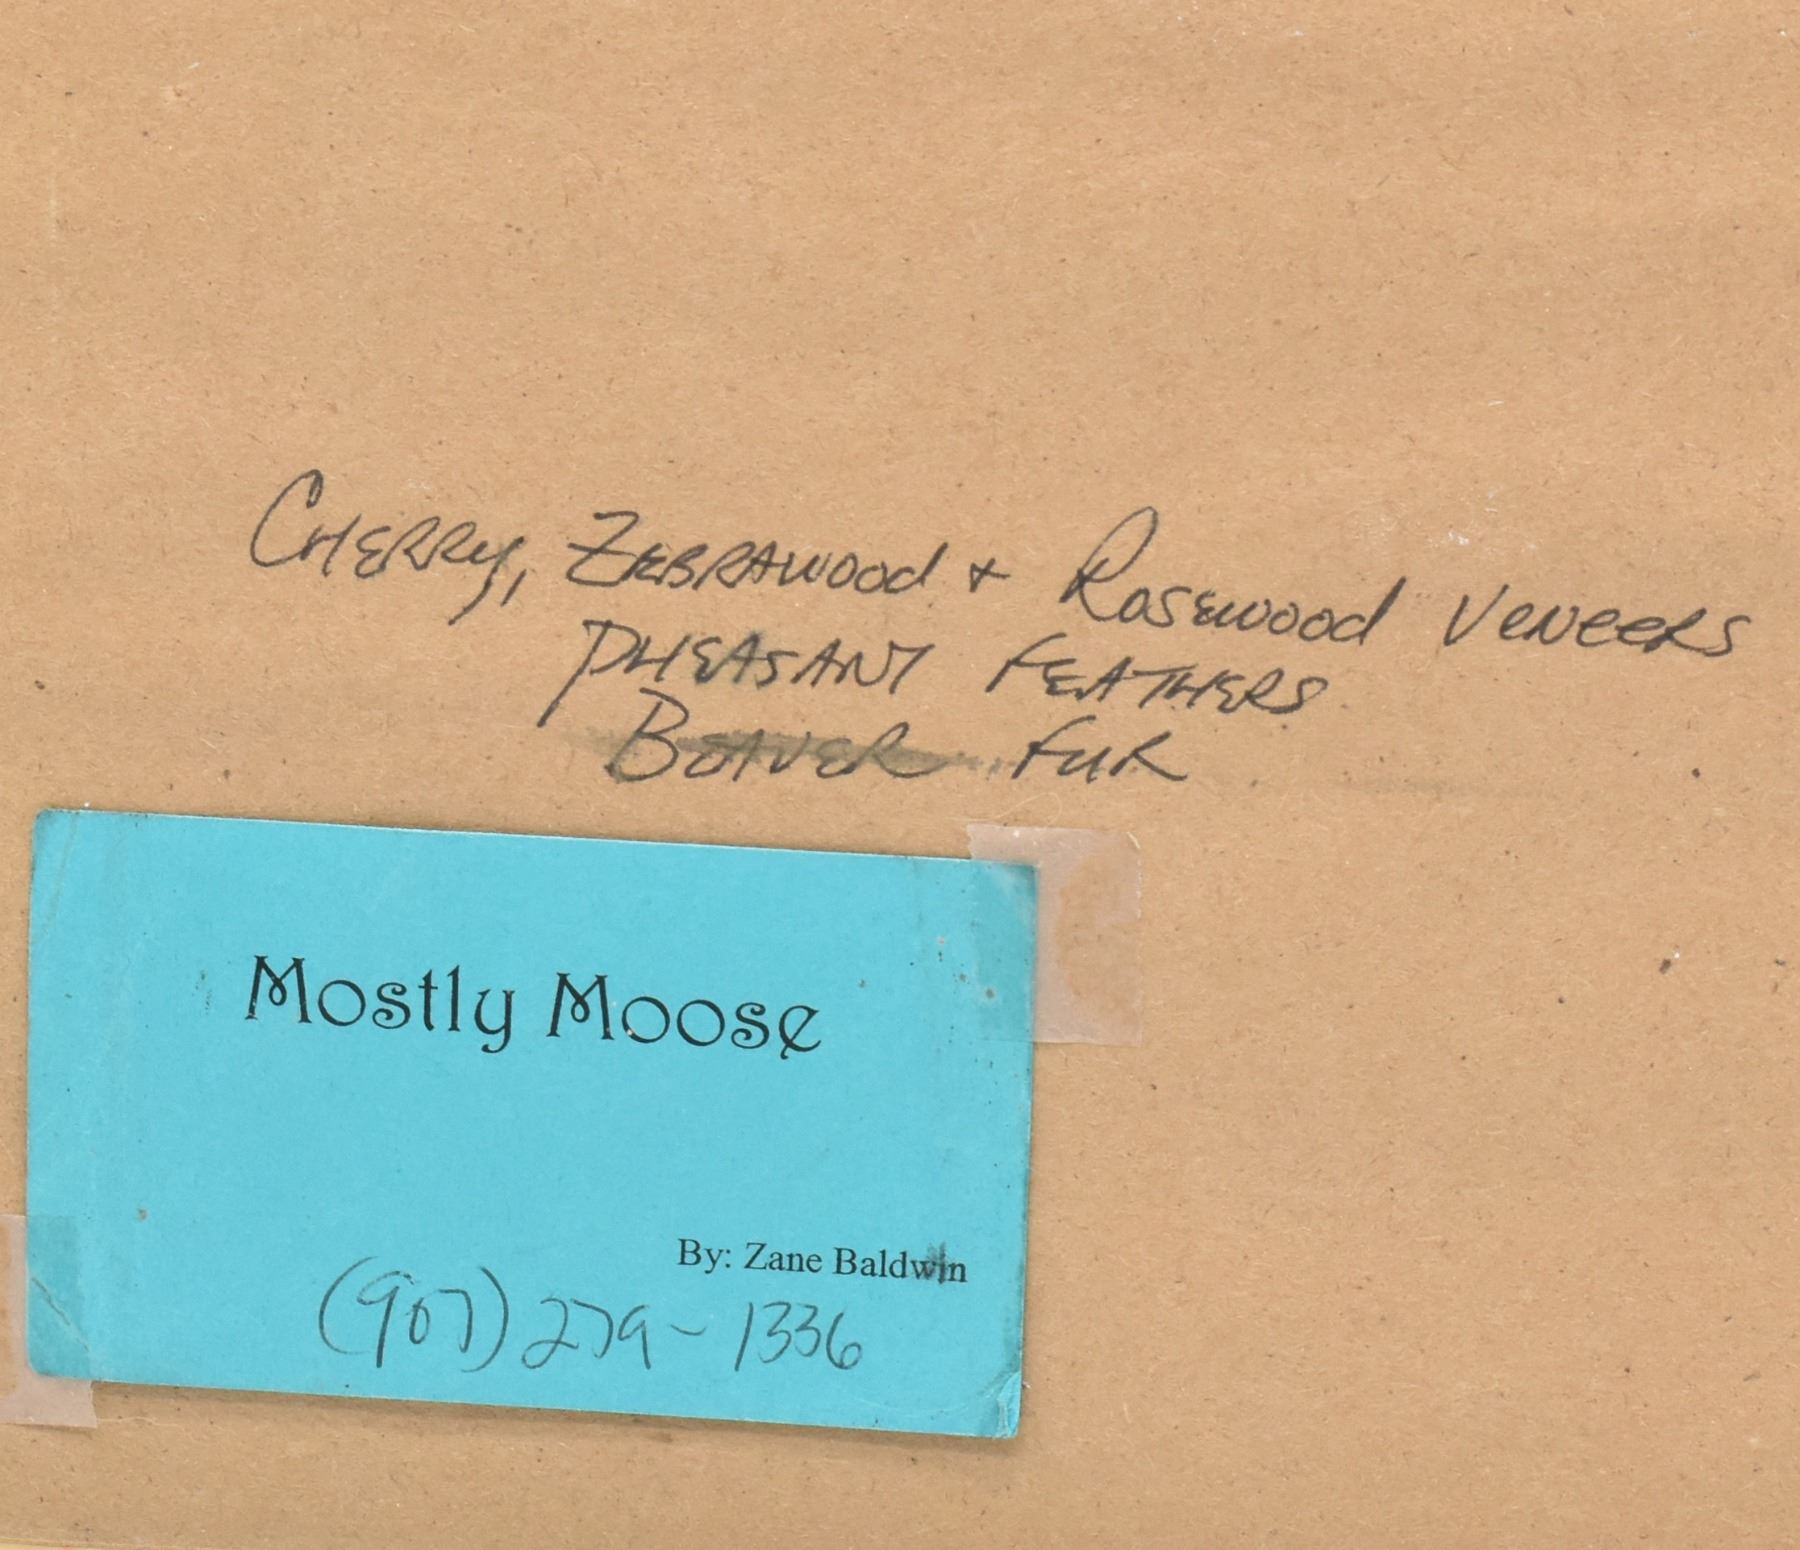 Cherry, Zebrawood + Rosewood Veneers
Pheasant Feathers
Beaver Fur
Mostly Moose
By: Zane Baldwin
(907) 279-1336